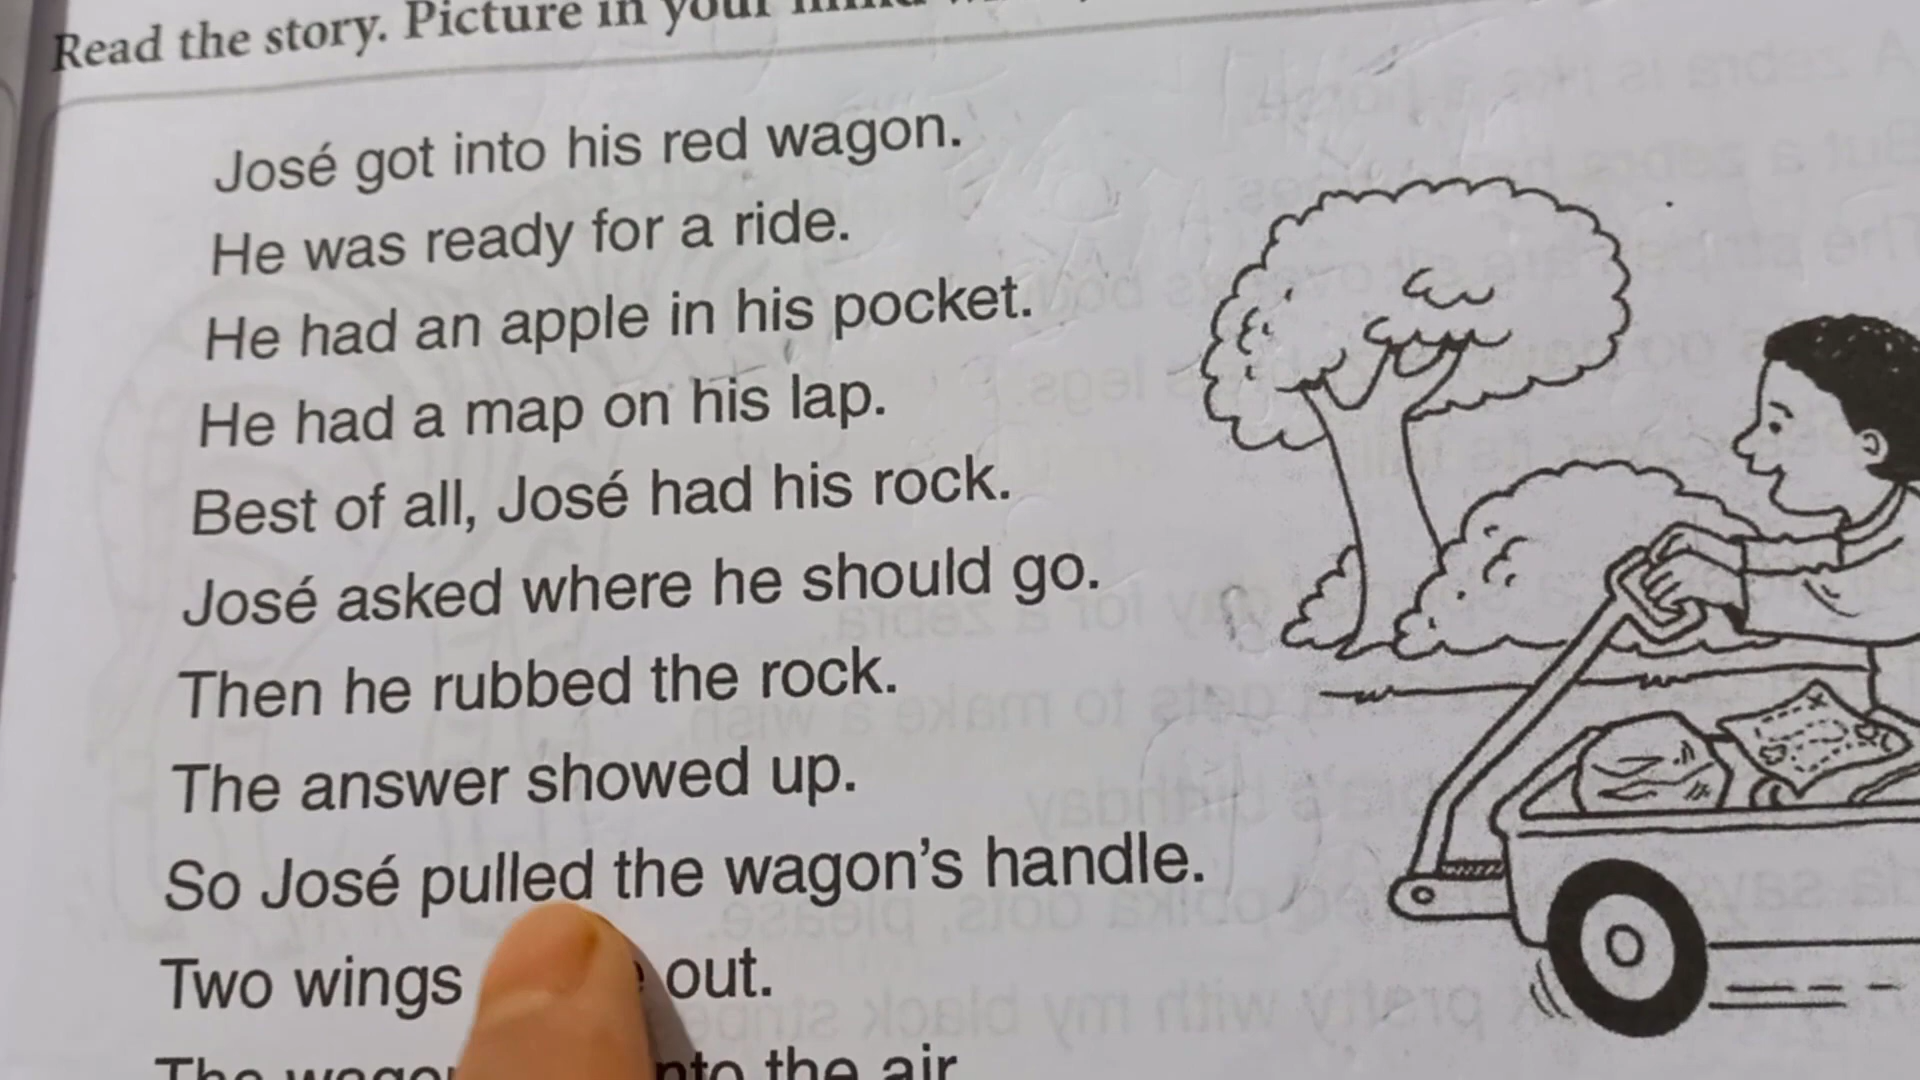 Read the story. Picture in your mind
José got into his red wagon.
He was ready for a ride.
He had an apple in his pocket.
He had a map on his lap.
Best of all, José had his rock.
José asked where he should go.
Then he rubbed the rock.
The answer showed up.
So José pulled the wagon's handle.
Two wings out.
The the air